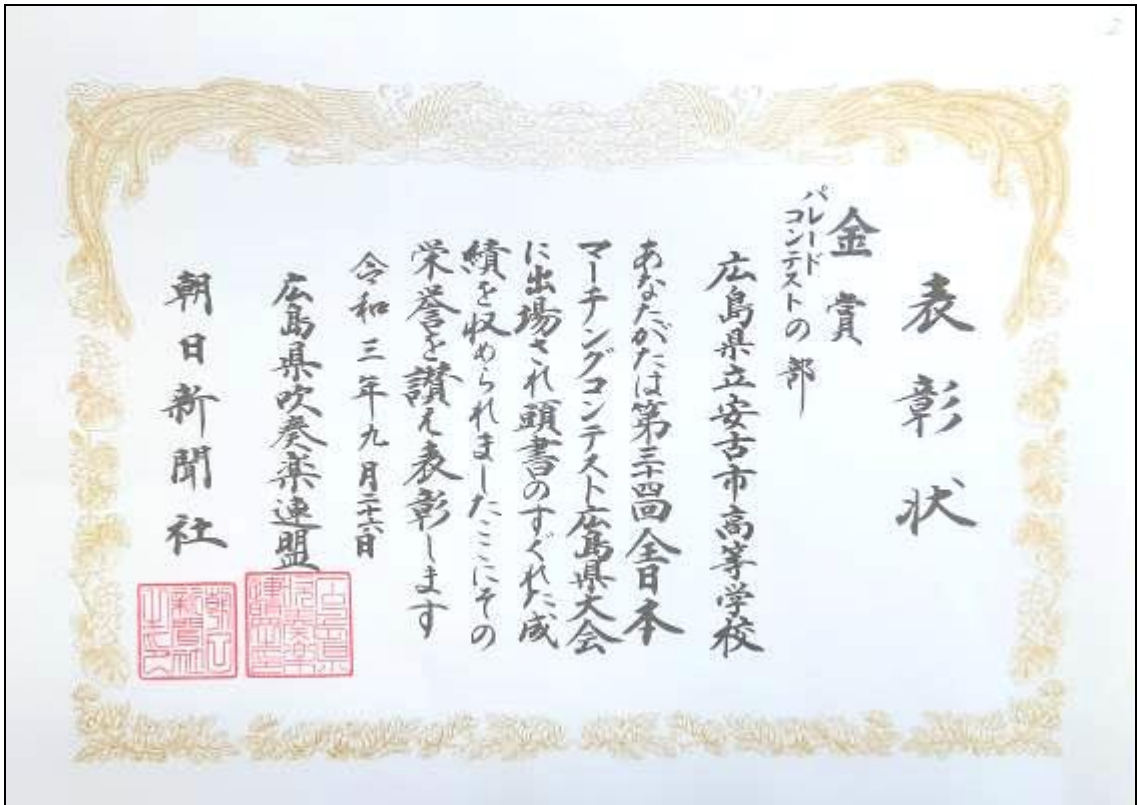 表彰状
金賞
パレード
コンテストの部
広島県立安古市高等学校
あなたがたは第三十四回全日本
マーチングコンテスト広島県大会
に出場され頭書のすぐれた成
績を収められましたここにその
栄誉を讃え表彰します
令和三年九月二十六日
広島県吹奏楽連盟
朝日新聞社